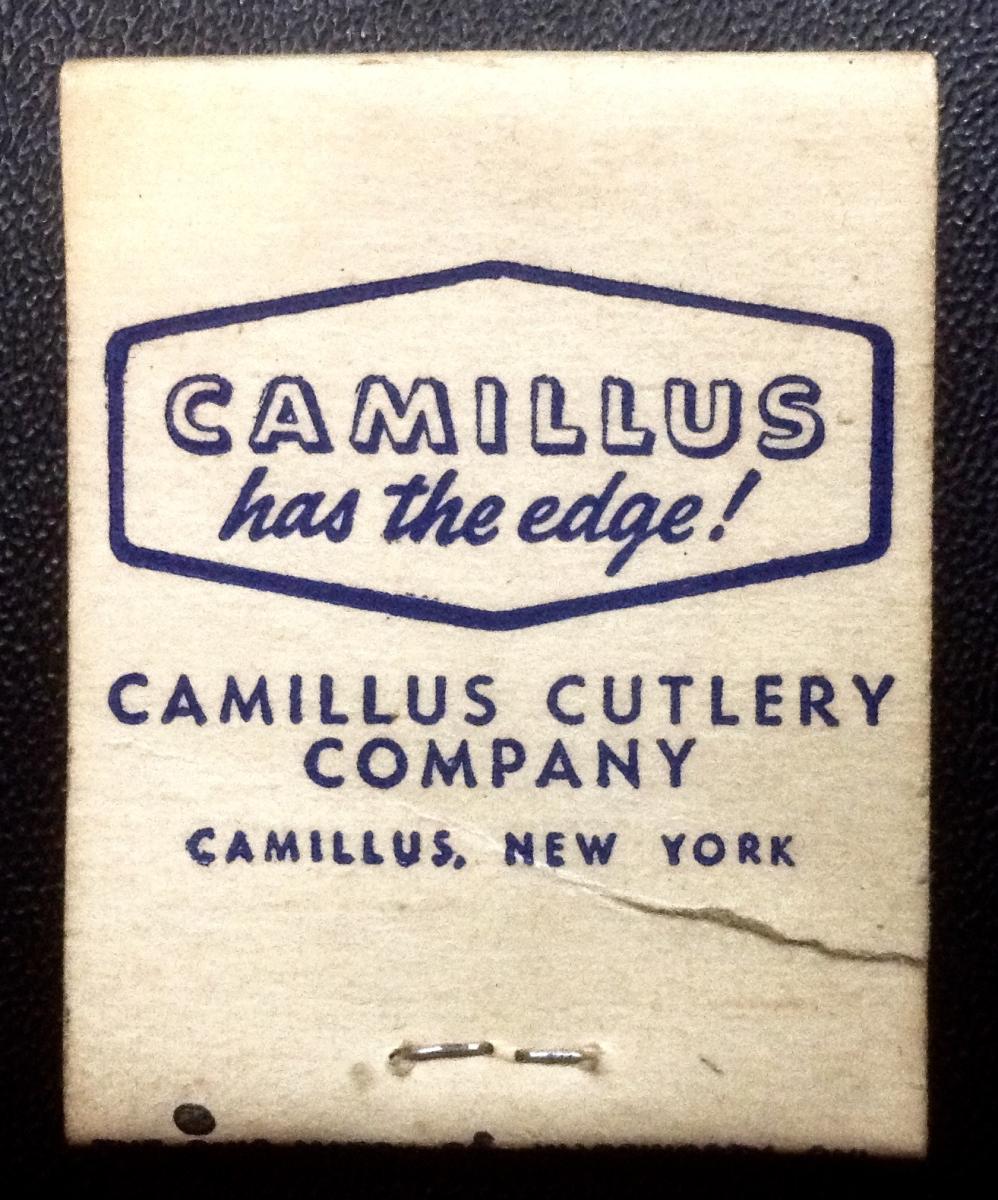 CAMILLUS
has the edge!
CAMILLUS CUTLERY
COMPANY
CAMILLUS, NEW YORK